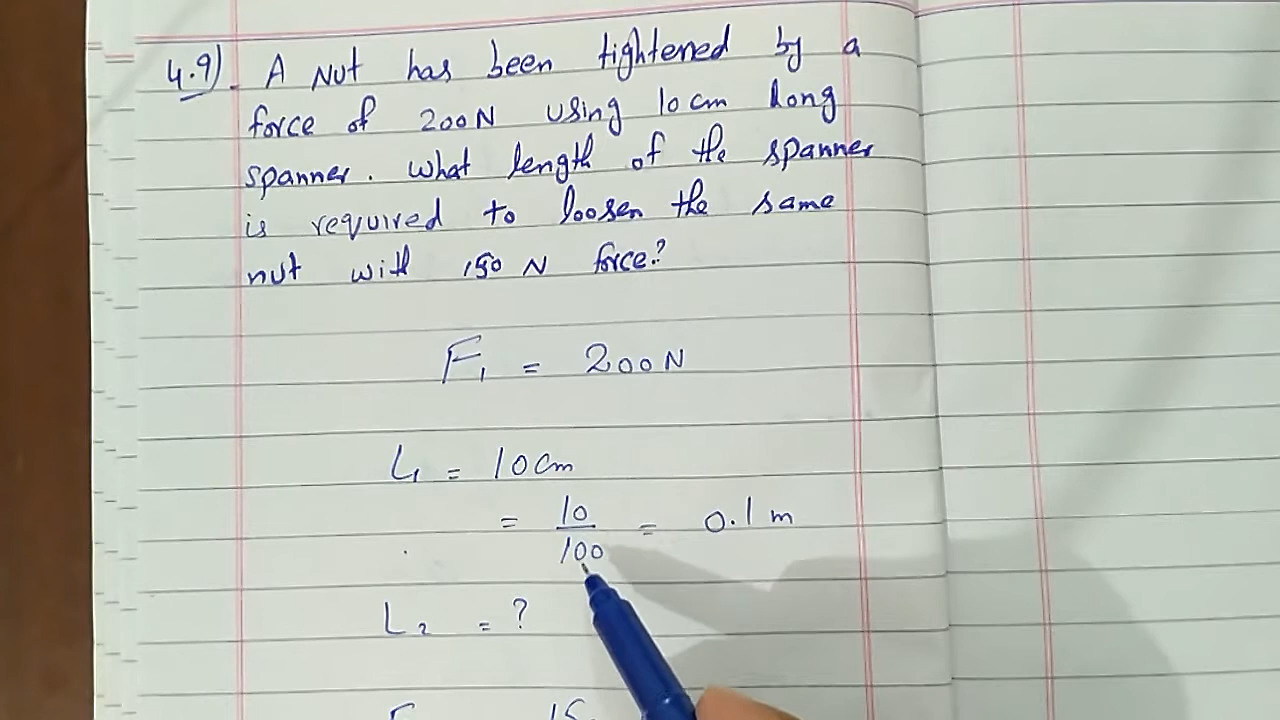 4.9). A Nut has been tightened by a
force of 200N using 10cm long
spanner. What length of the spanner
is required to loosen the same
nut with 150 N force?
F₁ = 200N
L₁ = 10cm
= 10/100 = 0.1 m
L₂ = ?